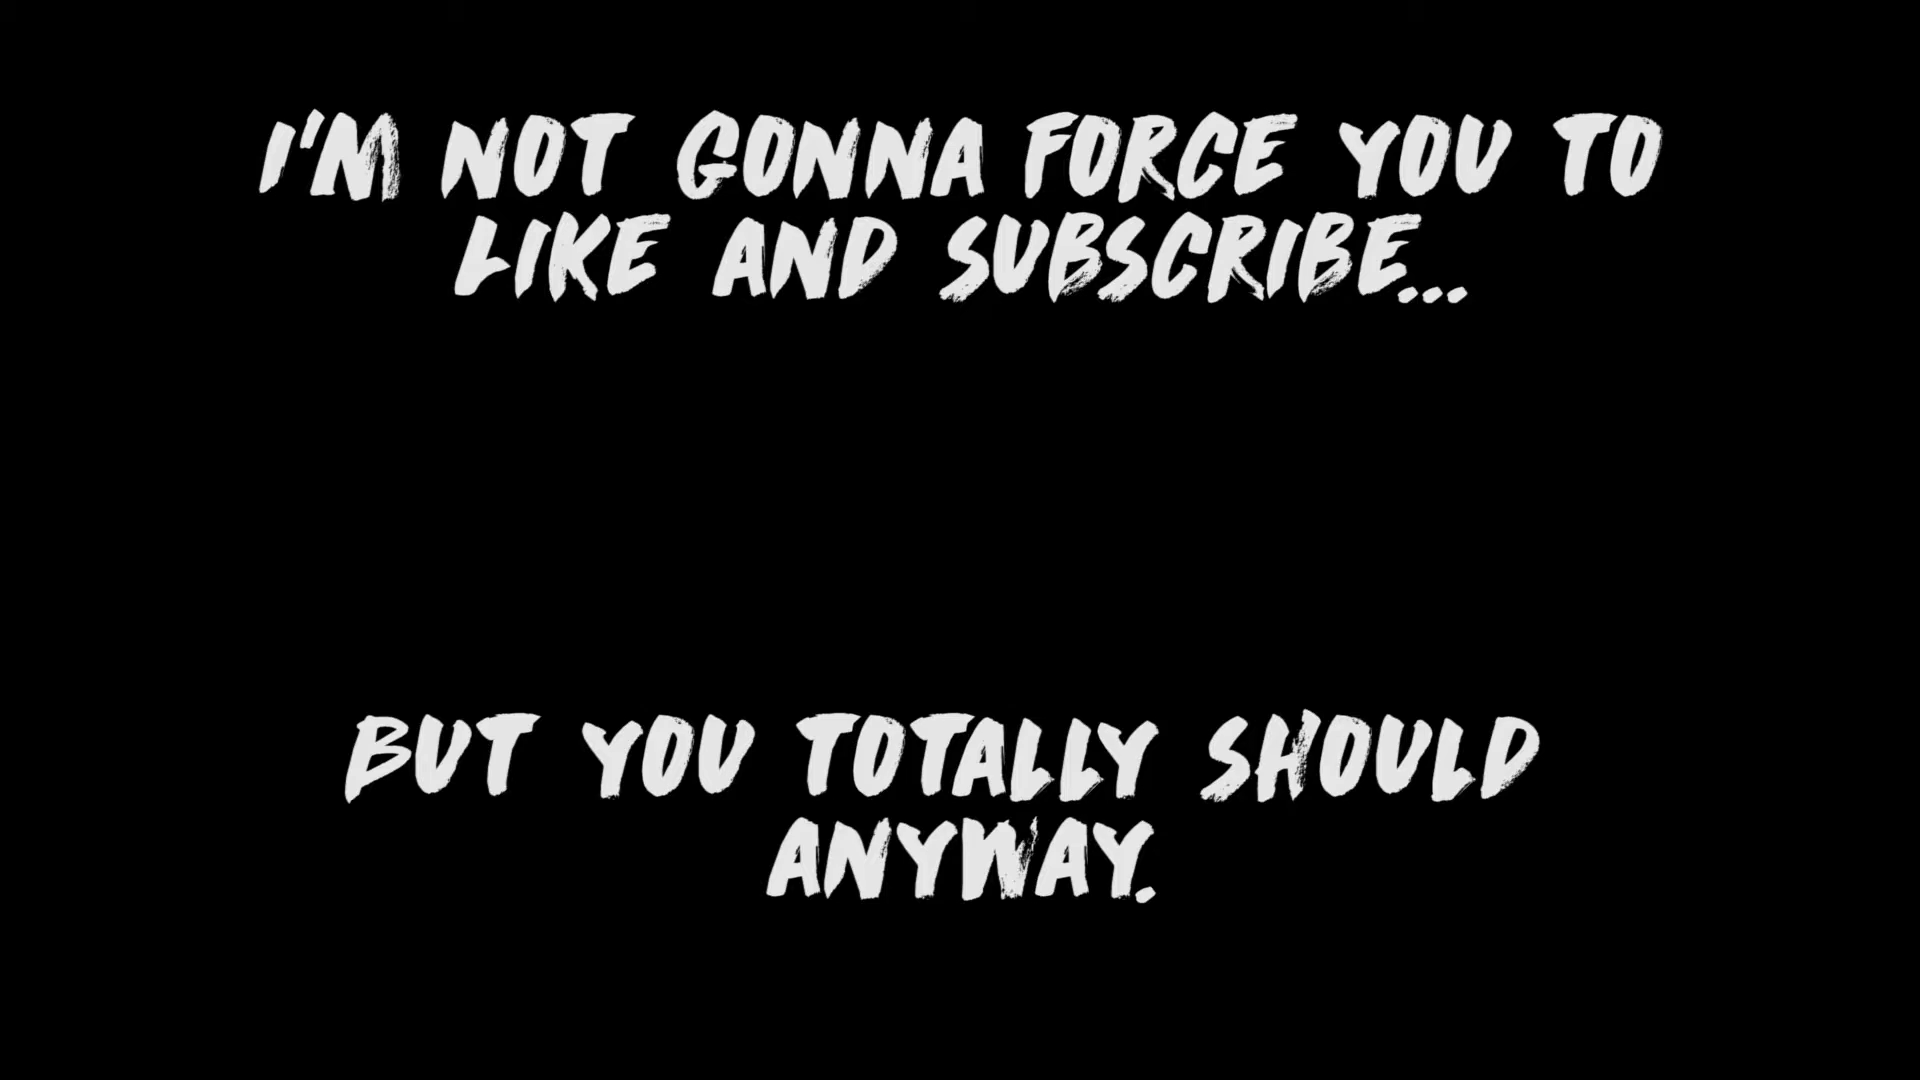 I'M NOT GONNA FORCE YOU TO
LIKE AND SUBSCRIBE...
BUT YOU TOTALLY SHOULD
ANYWAY.